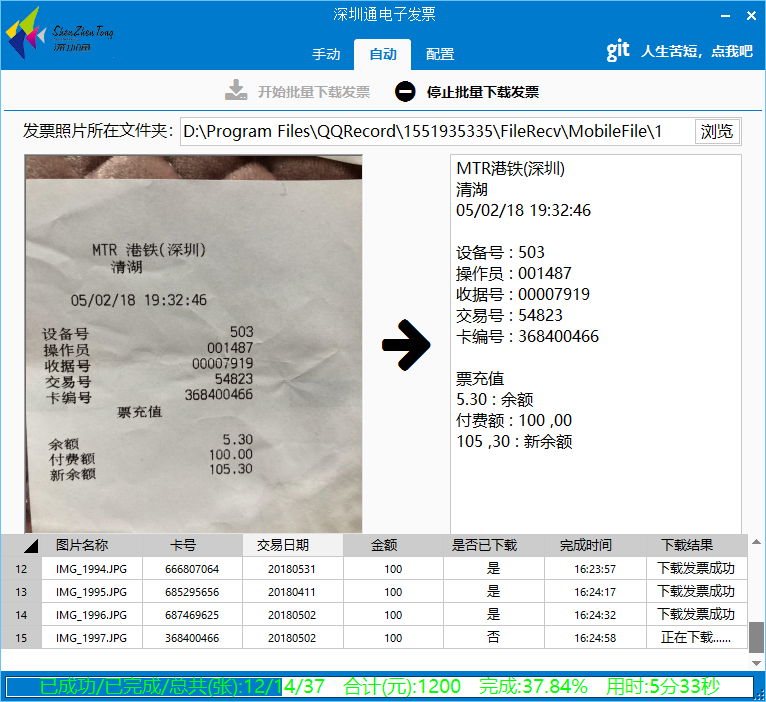 深圳通电子发票
ShenZhenTong
深圳通
手动
自动
配置
git 人生苦短，点我吧
开始批量下载发票
停止批量下载发票
发票照片所在文件夹：
D:\Program Files\QQRecord\1551935335\FileRecv\MobileFile\1
浏览
MTR 港铁(深圳)
清湖
05/02/18 19:32:46
设备号 503
操作员 001487
收据号 00007919
交易号 54823
卡编号 368400466
票充值
余额 5.30
付费额 100.00
新余额 105.30
MTR港铁(深圳)
清湖
05/02/18 19:32:46
设备号 : 503
操作员 : 001487
收据号 : 00007919
交易号 : 54823
卡编号 : 368400466
票充值
5.30 : 余额
付费额 : 100 ,00
105 ,30 : 新余额
图片名称 卡号 交易日期 金额 是否已下载 完成时间 下载结果
12 IMG_1994.JPG 666807064 20180531 100 是 16:23:57 下载发票成功
13 IMG_1995.JPG 685295656 20180411 100 是 16:24:17 下载发票成功
14 IMG_1996.JPG 687469625 20180502 100 是 16:24:32 下载发票成功
15 IMG_1997.JPG 368400466 20180502 100 否 16:24:58 正在下载......
已成功/已完成/总共(张):12/14/37 合计(元):1200 完成:37.84% 用时:5分33秒